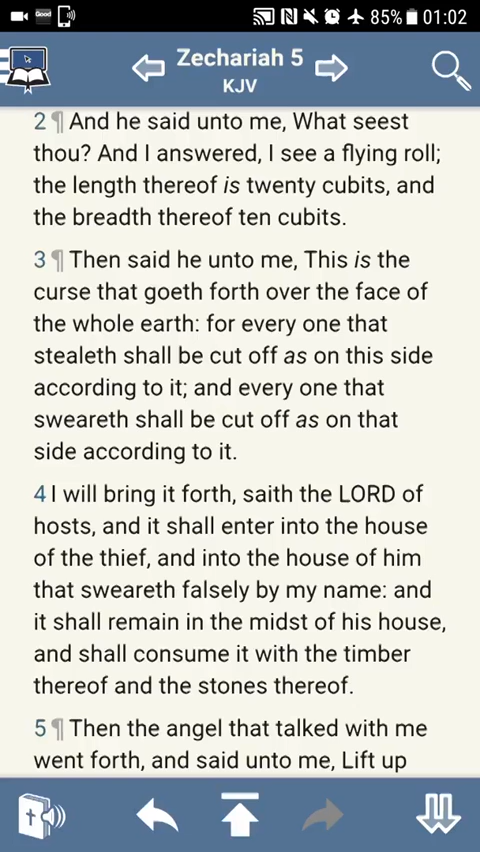 Good
85% 01:02
Zechariah 5
KJV
2 ¶ And he said unto me, What seest
thou? And I answered, I see a flying roll;
the length thereof is twenty cubits, and
the breadth thereof ten cubits.
3 ¶ Then said he unto me, This is the
curse that goeth forth over the face of
the whole earth: for every one that
stealeth shall be cut off as on this side
according to it; and every one that
sweareth shall be cut off as on that
side according to it.
4 I will bring it forth, saith the LORD of
hosts, and it shall enter into the house
of the thief, and into the house of him
that sweareth falsely by my name: and
it shall remain in the midst of his house,
and shall consume it with the timber
thereof and the stones thereof.
5 ¶ Then the angel that talked with me
went forth, and said unto me, Lift up